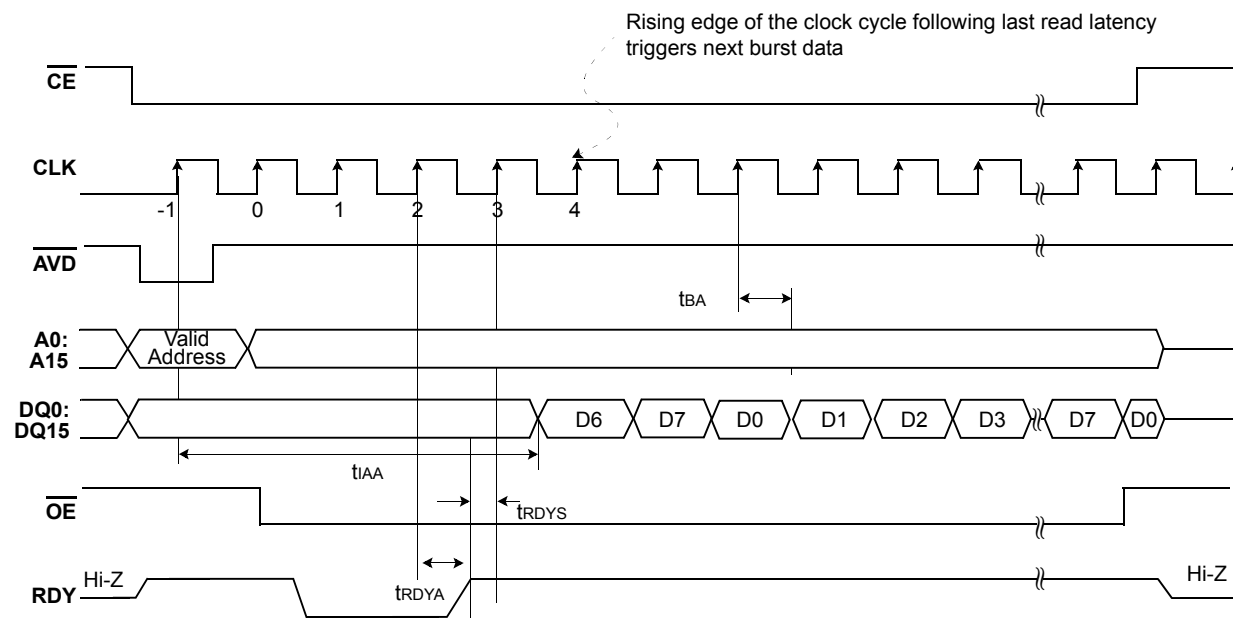 Rising edge of the clock cycle following last read latency
triggers next burst data
CE
CLK
-1 0 1 2 3 4
AVD
tBA
A0:
A15
Valid
Address
DQ0:
DQ15
D6 D7 D0 D1 D2 D3 D7 D0
tIAA
OE
tRDYS
Hi-Z
RDY
tRDYA
Hi-Z